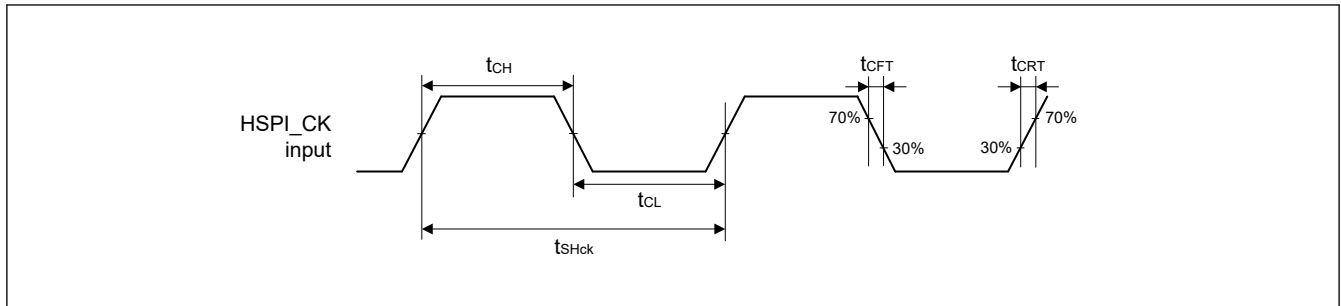 tCH
tCFT
tCRT
HSPI_CK
input
70%
30%
30%
70%
tCL
tSHck